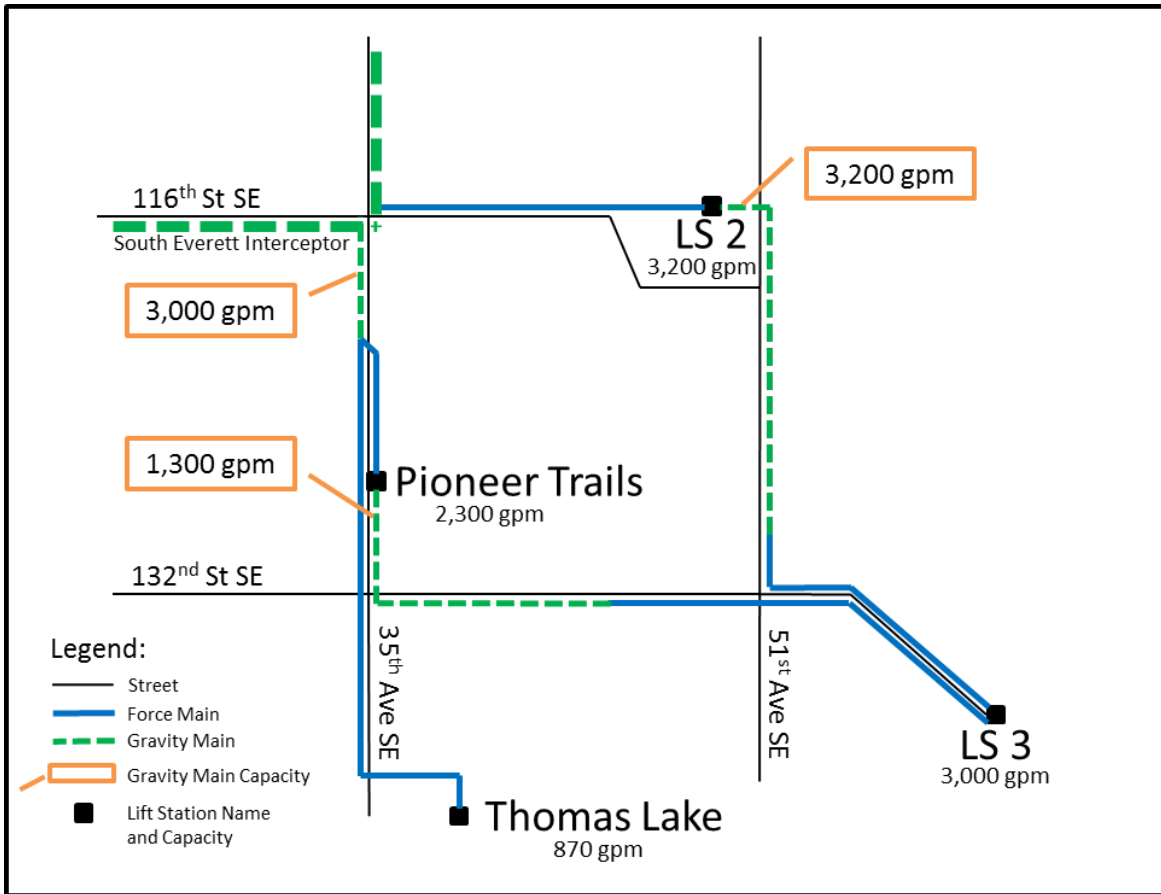 116th St SE
South Everett Interceptor
3,200 gpm
LS 2
3,200 gpm
3,000 gpm
1,300 gpm
Pioneer Trails
2,300 gpm
132nd St SE
35th Ave SE
51st Ave SE
LS 3
3,000 gpm
Thomas Lake
870 gpm
Legend:
Street
Force Main
Gravity Main
Gravity Main Capacity
Lift Station Name
and Capacity